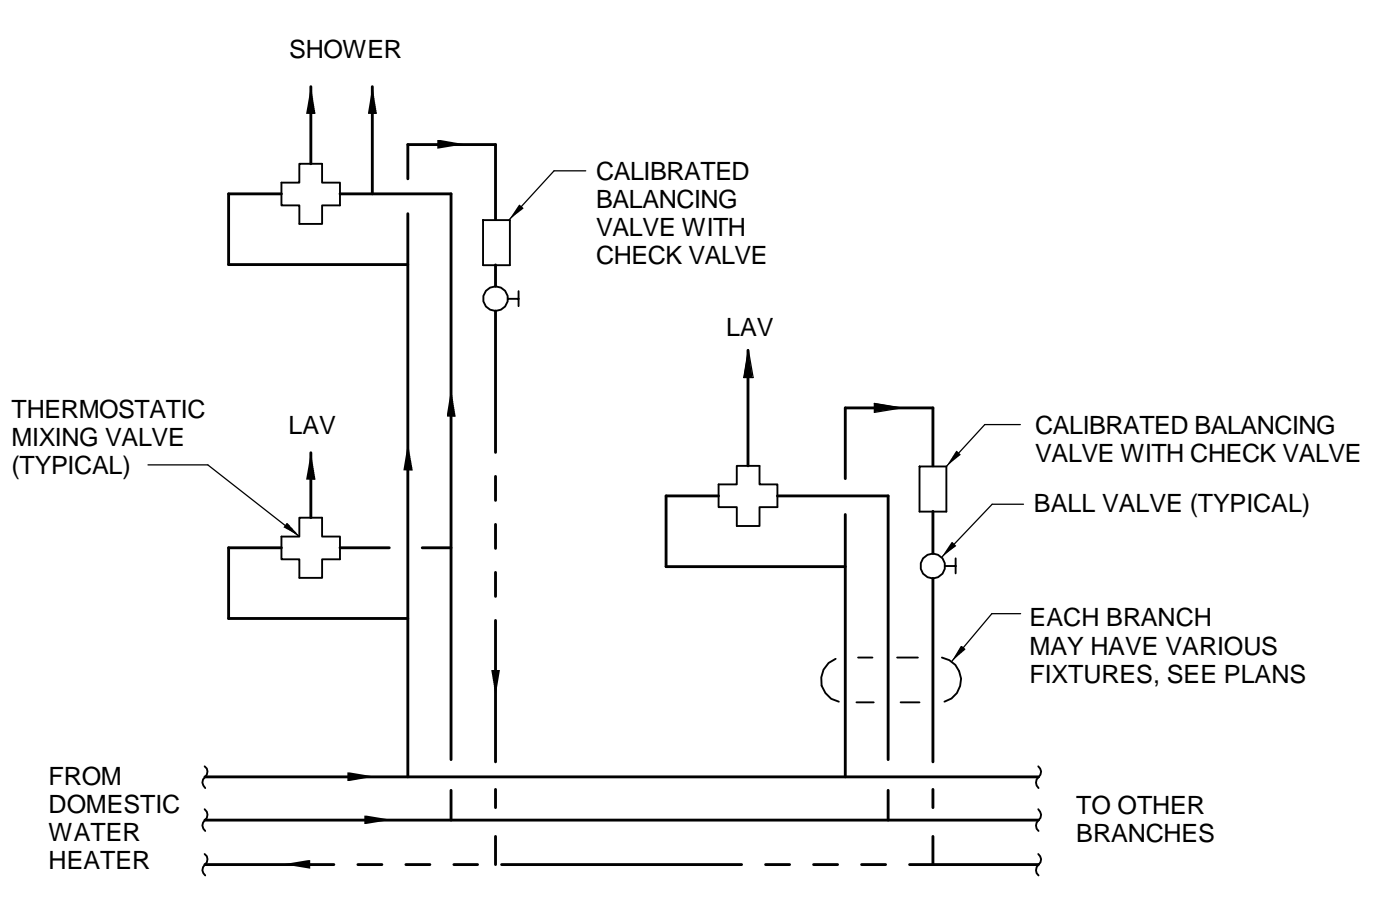 SHOWER
CALIBRATED
BALANCING
VALVE WITH
CHECK VALVE
LAV
THERMOSTATIC
MIXING VALVE
(TYPICAL)
LAV
CALIBRATED BALANCING
VALVE WITH CHECK VALVE
BALL VALVE (TYPICAL)
EACH BRANCH
MAY HAVE VARIOUS
FIXTURES, SEE PLANS
FROM
DOMESTIC
WATER
HEATER
TO OTHER
BRANCHES